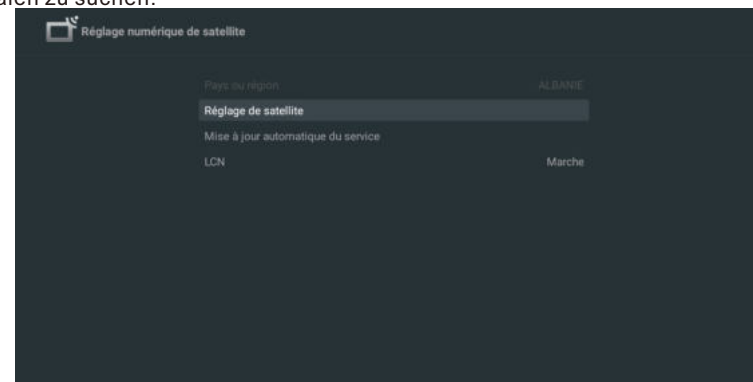 zu suchen.
Réglage numérique de satellite
Pays ou région ALBANIE
Réglage de satellite
Mise à jour automatique du service
LCN Marche